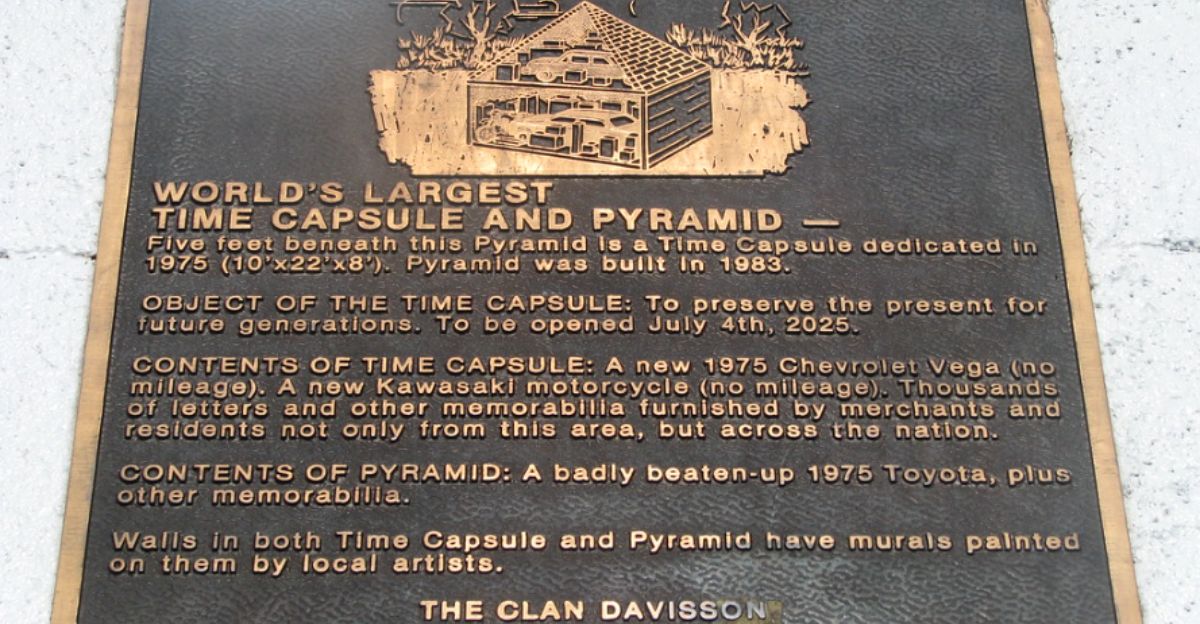 WORLD'S LARGEST
TIME CAPSULE AND PYRAMID —
Five feet beneath this Pyramid is a Time Capsule dedicated in
1975 (10'x22'x8'). Pyramid was built in 1983.
OBJECT OF THE TIME CAPSULE: To preserve the present for
future generations. To be opened July 4th, 2025.
CONTENTS OF TIME CAPSULE: A new 1975 Chevrolet Vega (no
mileage). A new Kawasaki motorcycle (no mileage). Thousands
of letters and other memorabilia furnished by merchants and
residents not only from this area, but across the nation.
CONTENTS OF PYRAMID: A badly beaten-up 1975 Toyota, plus
other memorabilia.
Walls in both Time Capsule and Pyramid have murals painted
on them by local artists.
THE CLAN DAVISSON